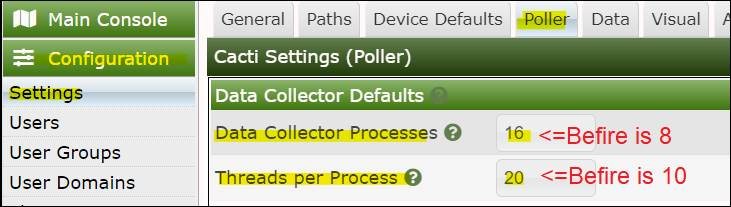 Main Console
General Paths Device Defaults Poller Data Visual
Configuration
Cacti Settings (Poller)
Settings
Data Collector Defaults
Users
Data Collector Processes 16 <=Befire is 8
User Groups
Threads per Process 20 <=Befire is 10
User Domains